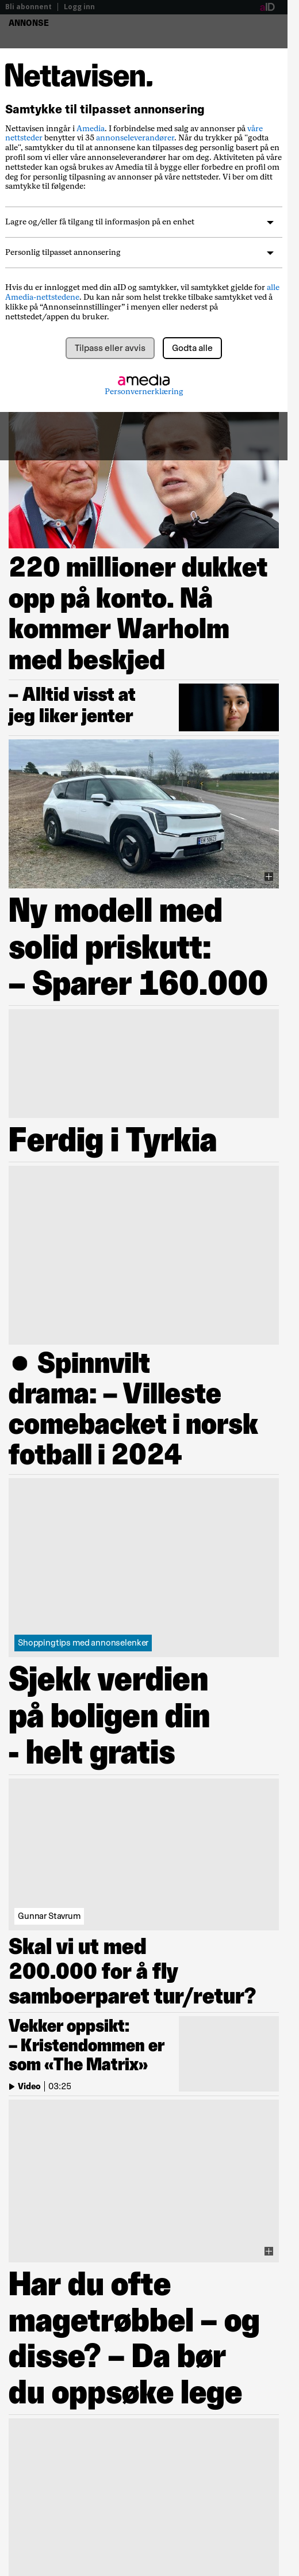 Bli abonnent | Logg inn aID
ANNONSE
Nettavisen.
Samtykke til tilpasset annonsering
Nettavisen inngår i Amedia. I forbindelse med salg av annonser på våre
nettsteder benytter vi 35 annonseleverandører. Når du trykker på "godta
alle", samtykker du til at annonsene kan tilpasses deg personlig basert på en
profil som vi eller våre annonseleverandører har om deg. Aktiviteten på våre
nettsteder kan også brukes av Amedia til å bygge eller forbedre en profil om
deg for personlig tilpasning av annonser på våre nettsteder. Vi ber om ditt
samtykke til følgende:
Lagre og/eller få tilgang til informasjon på en enhet
Personlig tilpasset annonsering
Hvis du er innlogget med din aID og samtykker, vil samtykket gjelde for alle
Amedia-nettstedene. Du kan når som helst trekke tilbake samtykket ved å
klikke på “Annonseinnstillinger” i menyen eller nederst på
nettstedet/appen du bruker.
Tilpass eller avvis Godta alle
amedia
Personvernerklæring
220 millioner dukket
opp på konto. Nå
kommer Warholm
med beskjed
– Alltid visst at
jeg liker jenter
Ny modell med
solid priskutt:
– Sparer 160.000
Ferdig i Tyrkia
● Spinnvilt
drama: – Villeste
comebacket i norsk
fotball i 2024
Shoppingtips med annonselenker
Sjekk verdien
på boligen din
- helt gratis
Gunnar Stavrum
Skal vi ut med
200.000 for å fly
samboerparet tur/retur?
Vekker oppsikt:
– Kristendommen er
som «The Matrix»
Video | 03:25
Har du ofte
magetrøbbel – og
disse? – Da bør
du oppsøke lege